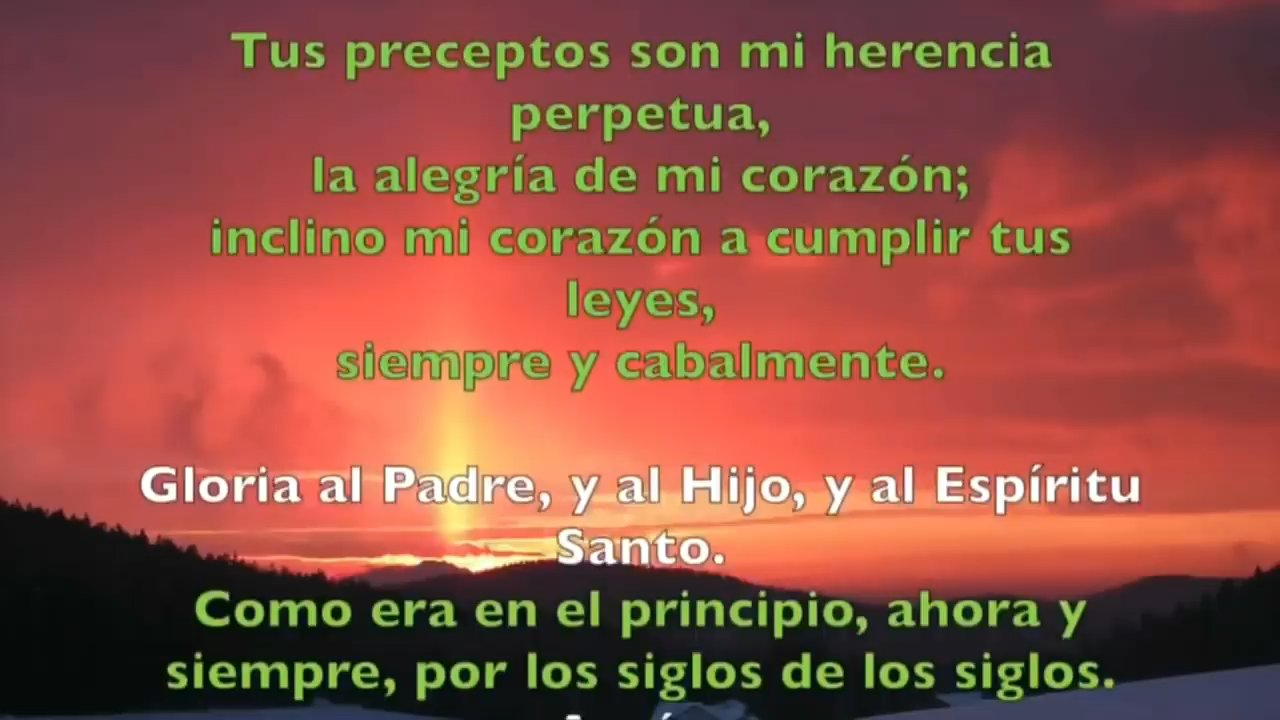 Tus preceptos son mi herencia
perpetua,
la alegría de mi corazón;
inclino mi corazón a cumplir tus
leyes,
siempre y cabalmente.
Gloria al Padre, y al Hijo, y al Espíritu
Santo.
Como era en el principio, ahora y
siempre, por los siglos de los siglos.